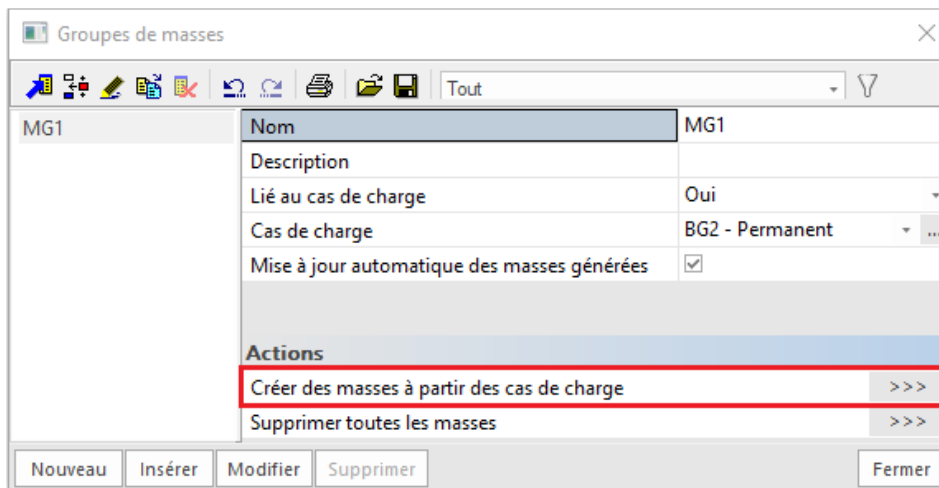 Groupes de masses
Tout
MG1
Nom MG1
Description
Lié au cas de charge Oui
Cas de charge BG2 - Permanent ...
Mise à jour automatique des masses générées
Actions
Créer des masses à partir des cas de charge >>>
Supprimer toutes les masses >>>
Nouveau Insérer Modifier Supprimer Fermer